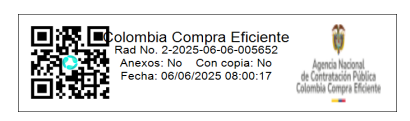 Colombia Compra Eficiente
Rad No. 2-2025-06-06-005652
Anexos: No    Con copia: No
Fecha: 06/06/2025 08:00:17
Agencia Nacional
de Contratación Pública
Colombia Compra Eficiente